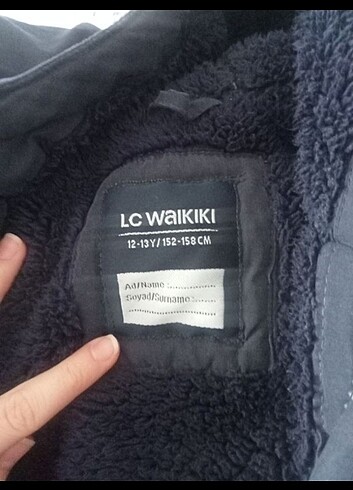 LC WAIKIKI
12-13Y/152-158 CM
Ad/Name :..............
Soyad/Surname :........
..............................